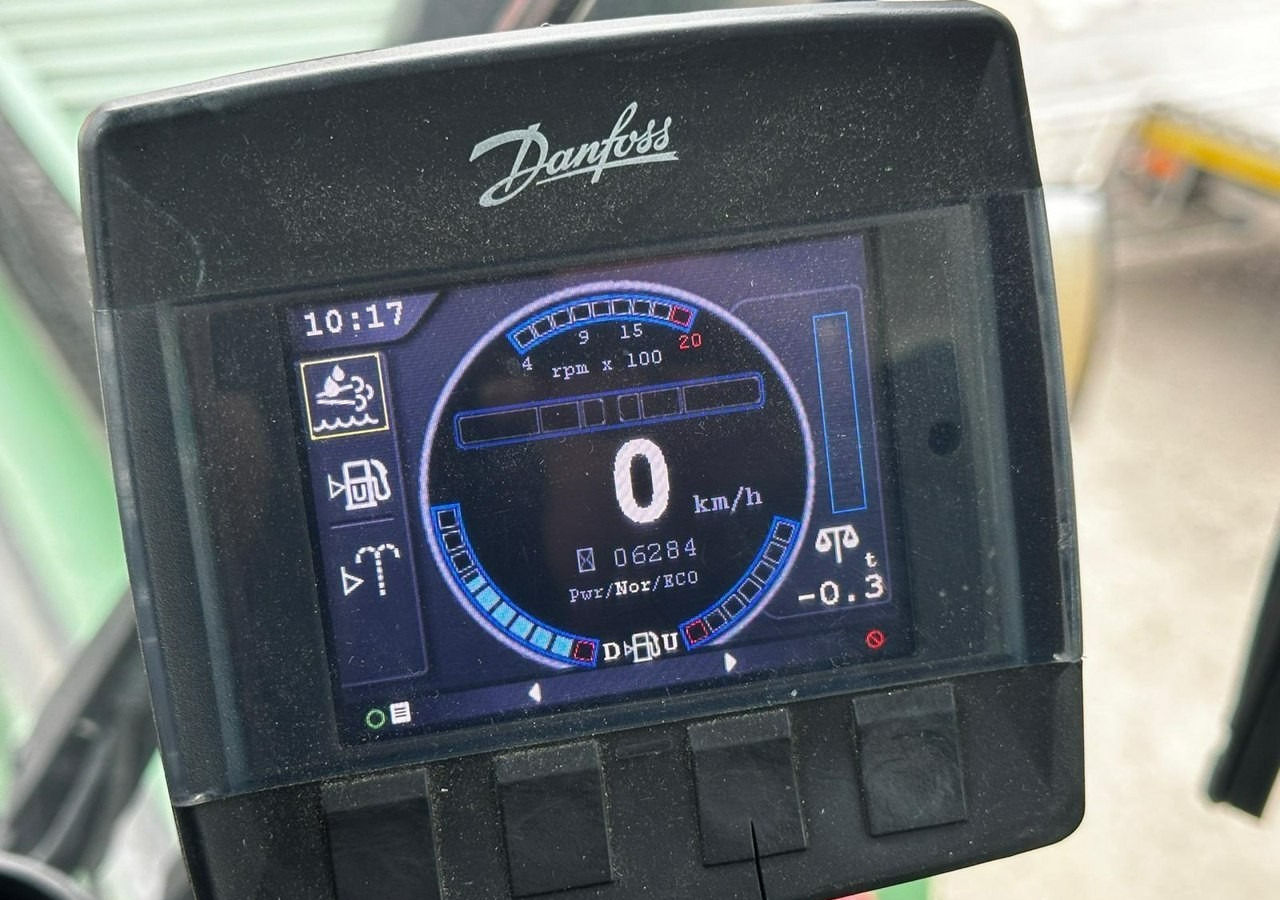 Danfoss
10:17
4 9 15 20
rpm x 100
0 km/h
06284
Pwr/Nor/ECO
D U
t
-0.3
U